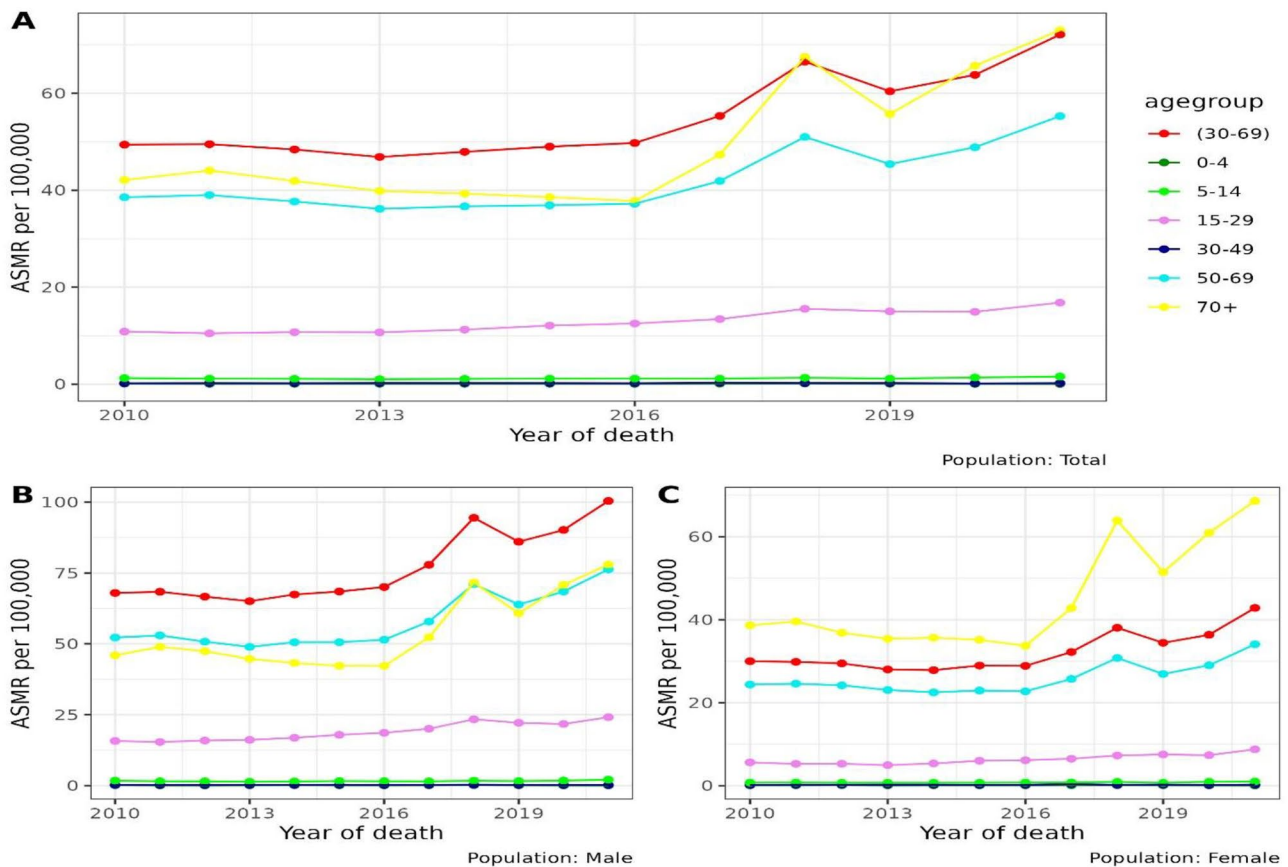 A
ASMR per 100,000
60
40
20
0
2010
2013
2016
2019
Year of death
Population: Total
agegroup
(30-69)
0-4
5-14
15-29
30-49
50-69
70+
B
ASMR per 100,000
100
75
50
25
0
2010
2013
2016
2019
Year of death
Population: Male
C
ASMR per 100,000
60
40
20
0
2010
2013
2016
2019
Year of death
Population: Female